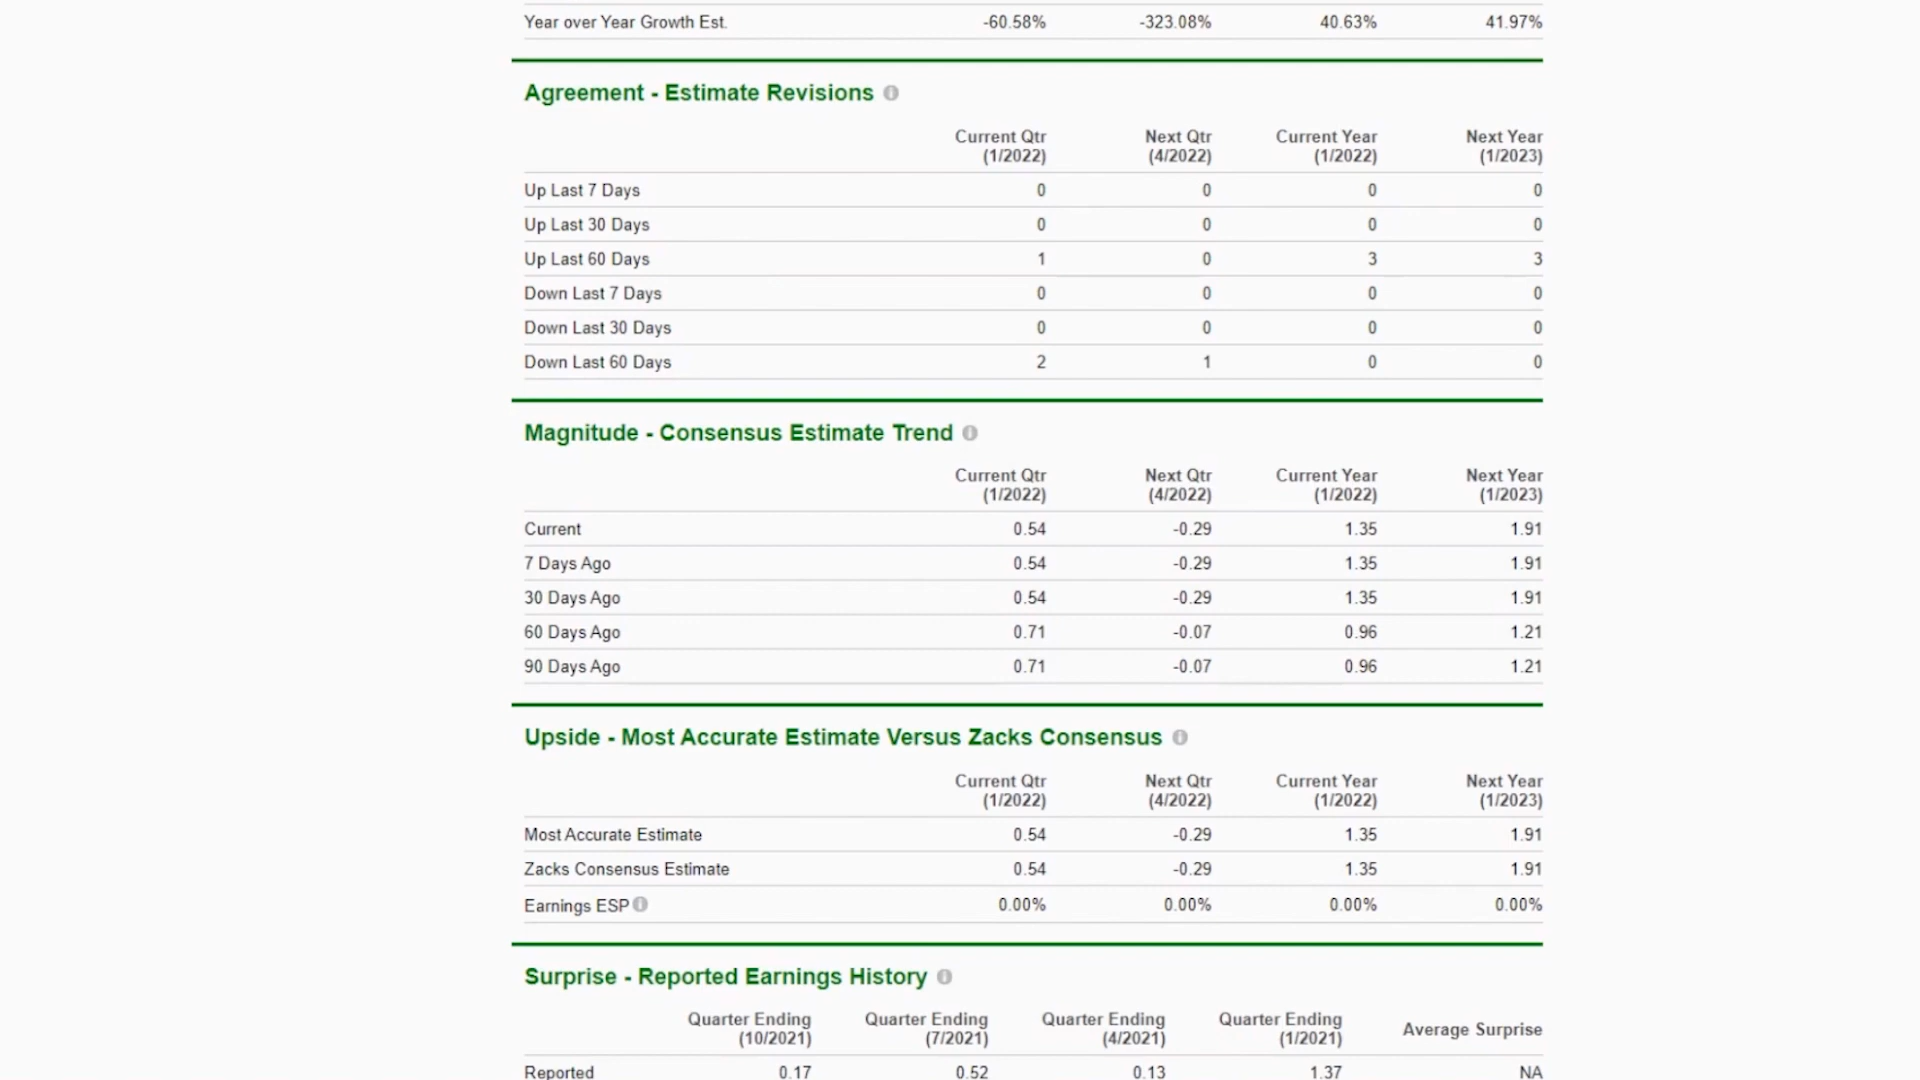 Year over Year Growth Est. -60.58% -323.08% 40.63% 41.97%
Agreement - Estimate Revisions
Current Qtr Next Qtr Current Year Next Year
(1/2022) (4/2022) (1/2022) (1/2023)
Up Last 7 Days 0 0 0 0
Up Last 30 Days 0 0 0 0
Up Last 60 Days 1 0 3 3
Down Last 7 Days 0 0 0 0
Down Last 30 Days 0 0 0 0
Down Last 60 Days 2 1 0 0
Magnitude - Consensus Estimate Trend
Current Qtr Next Qtr Current Year Next Year
(1/2022) (4/2022) (1/2022) (1/2023)
Current 0.54 -0.29 1.35 1.91
7 Days Ago 0.54 -0.29 1.35 1.91
30 Days Ago 0.54 -0.29 1.35 1.91
60 Days Ago 0.71 -0.07 0.96 1.21
90 Days Ago 0.71 -0.07 0.96 1.21
Upside - Most Accurate Estimate Versus Zacks Consensus
Current Qtr Next Qtr Current Year Next Year
(1/2022) (4/2022) (1/2022) (1/2023)
Most Accurate Estimate 0.54 -0.29 1.35 1.91
Zacks Consensus Estimate 0.54 -0.29 1.35 1.91
Earnings ESP 0.00% 0.00% 0.00% 0.00%
Surprise - Reported Earnings History
Quarter Ending Quarter Ending Quarter Ending Quarter Ending Average Surprise
(10/2021) (7/2021) (4/2021) (1/2021)
Reported 0.17 0.52 0.13 1.37 NA